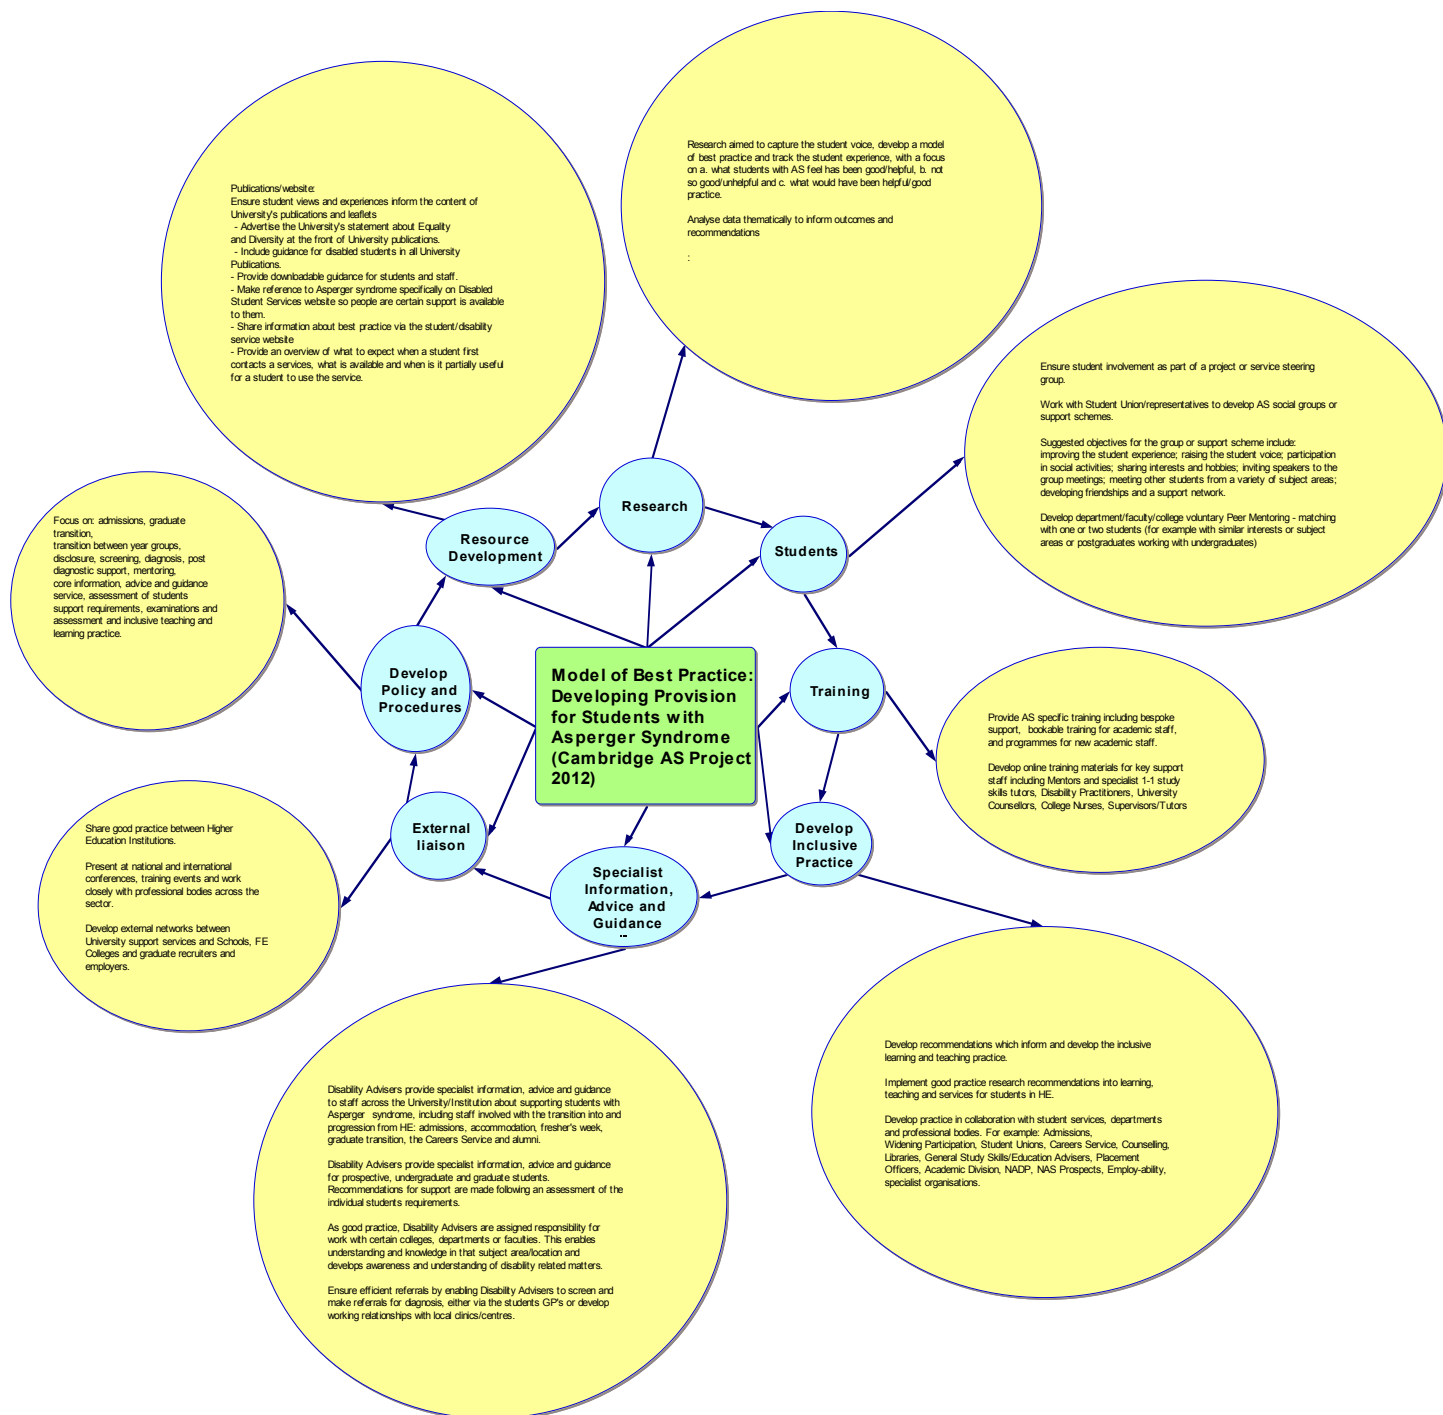 Research aimed to capture the student voice, develop a model
of best practice and track the student experience, with a focus
on a. what students with AS feel has been good/helpful, b. not
so good/unhelpful and c. what would have been helpful/good
practice.
Analyse data thematically to inform outcomes and
recommendations
:
Publications/website:
Ensure student views and experiences inform the content of
University's publications and leaflets
- Advertise the University's statement about Equality
and Diversity at the front of University publications.
- Include guidance for disabled students in all University
Publications.
- Provide downloadable guidance for students and staff.
- Make reference to Asperger syndrome specifically on Disabled
Student Services website so people are certain support is available
to them.
- Share information about best practice via the student/disability
service website
- Provide an overview of what to expect when a student first
contacts a services, what is available and when is it partially useful
for a student to use the service.
Ensure student involvement as part of a project or service steering
group.
Work with Student Union/representatives to develop AS social groups or
support schemes.
Suggested objectives for the group or support scheme include:
improving the student experience; raising the student voice; participation
in social activities; sharing interests and hobbies; inviting speakers to the
group meetings; meeting other students from a variety of subject areas;
developing friendships and a support network.
Develop department/faculty/college voluntary Peer Mentoring - matching
with one or two students (for example with similar interests or subject
areas or postgraduates working with undergraduates)
Research
Resource
Development
Students
Focus on: admissions, graduate
transition,
transition between year groups,
disclosure, screening, diagnosis, post
diagnostic support, mentoring,
core information, advice and guidance
service, assessment of students
support requirements, examinations and
assessment and inclusive teaching and
learning practice.
Develop
Policy and
Procedures
Model of Best Practice:
Developing Provision
for Students with
Asperger Syndrome
(Cambridge AS Project
2012)
Training
Provide AS specific training including bespoke
support, bookable training for academic staff,
and programmes for new academic staff.
Develop online training materials for key support
staff including Mentors and specialist 1-1 study
skills tutors, Disability Practitioners, University
Counsellors, College Nurses, Supervisors/Tutors
External
liaison
Develop
Inclusive
Practice
Specialist
Information,
Advice and
Guidance
Share good practice between Higher
Education Institutions.
Present at national and international
conferences, training events and work
closely with professional bodies across the
sector.
Develop external networks between
University support services and Schools, FE
Colleges and graduate recruiters and
employers.
Disability Advisers provide specialist information, advice and guidance
to staff across the University/Institution about supporting students with
Asperger syndrome, including staff involved with the transition into and
progression from HE: admissions, accommodation, fresher's week,
graduate transition, the Careers Service and alumni.
Disability Advisers provide specialist information, advice and guidance
for prospective, undergraduate and graduate students.
Recommendations for support are made following an assessment of the
individual students requirements.
As good practice, Disability Advisers are assigned responsibility for
work with certain colleges, departments or faculties. This enables
understanding and knowledge in that subject area/location and
develops awareness and understanding of disability related matters.
Ensure efficient referrals by enabling Disability Advisers to screen and
make referrals for diagnosis, either via the students GP's or develop
working relationships with local clinics/centres.
Develop recommendations which inform and develop the inclusive
learning and teaching practice.
Implement good practice research recommendations into learning,
teaching and services for students in HE.
Develop practice in collaboration with student services, departments
and professional bodies. For example: Admissions,
Widening Participation, Student Unions, Careers Service, Counselling,
Libraries, General Study Skills/Education Advisers, Placement
Officers, Academic Division, NADP, NAS Prospects, Employ-ability,
specialist organisations.